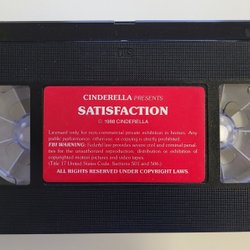 CINDERELLA PRESENTS
SATISFACTION
© 1988 CINDERELLA
Licensed only for non-commercial private exhibition in homes. Any
public performance, otheruse, or copying is strictly prohibited.
FBI WARNING: Federal law provides severe civil and criminal penal-
ties for the unauthorized reproduction, distribution or exhibition of
copyrighted motion pictures and video tapes.
(Title 17 United States Code, Sections 501 and 506.)
ALL RIGHTS RESERVED UNDER COPYRIGHT LAWS.